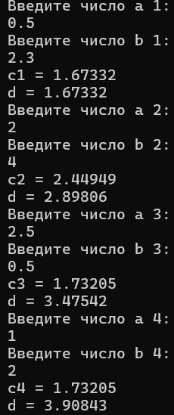 Введите число a 1:
0.5
Введите число b 1:
2.3
c1 = 1.67332
d = 1.67332
Введите число a 2:
2
Введите число b 2:
4
c2 = 2.44949
d = 2.89806
Введите число a 3:
2.5
Введите число b 3:
0.5
c3 = 1.73205
d = 3.47542
Введите число a 4:
1
Введите число b 4:
2
c4 = 1.73205
d = 3.90843